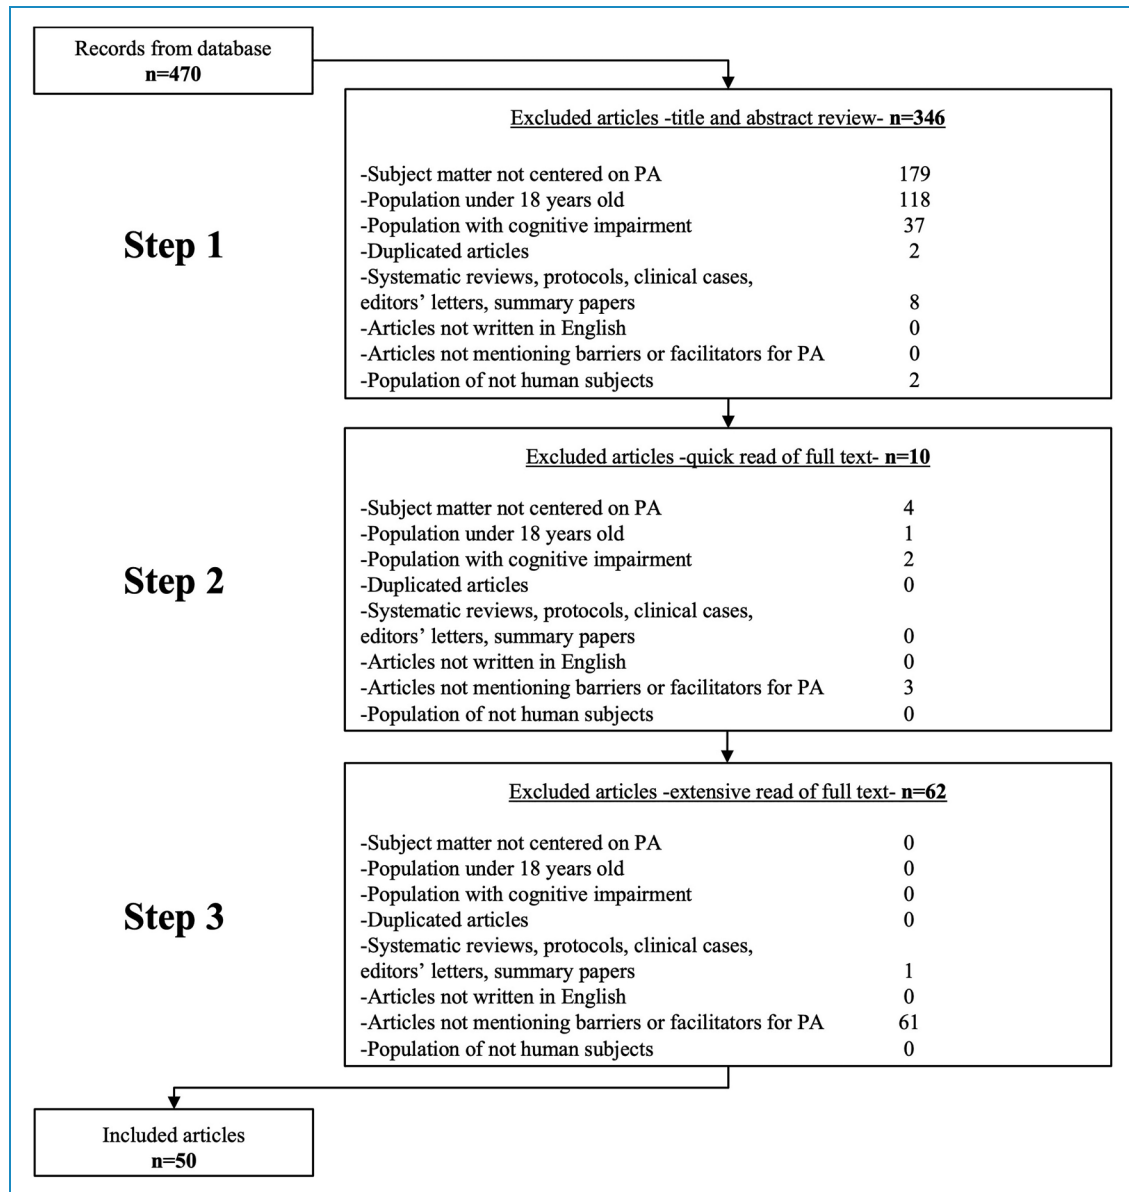 Records from database
n=470
Excluded articles -title and abstract review- n=346
-Subject matter not centered on PA 179
-Population under 18 years old 118
-Population with cognitive impairment 37
-Duplicated articles 2
-Systematic reviews, protocols, clinical cases,
editors’ letters, summary papers 8
-Articles not written in English 0
-Articles not mentioning barriers or facilitators for PA 0
-Population of not human subjects 2
Step 1
Excluded articles -quick read of full text- n=10
-Subject matter not centered on PA 4
-Population under 18 years old 1
-Population with cognitive impairment 2
-Duplicated articles 0
-Systematic reviews, protocols, clinical cases,
editors’ letters, summary papers 0
-Articles not written in English 0
-Articles not mentioning barriers or facilitators for PA 3
-Population of not human subjects 0
Step 2
Excluded articles -extensive read of full text- n=62
-Subject matter not centered on PA 0
-Population under 18 years old 0
-Population with cognitive impairment 0
-Duplicated articles 0
-Systematic reviews, protocols, clinical cases,
editors’ letters, summary papers 1
-Articles not written in English 0
-Articles not mentioning barriers or facilitators for PA 61
-Population of not human subjects 0
Step 3
Included articles
n=50